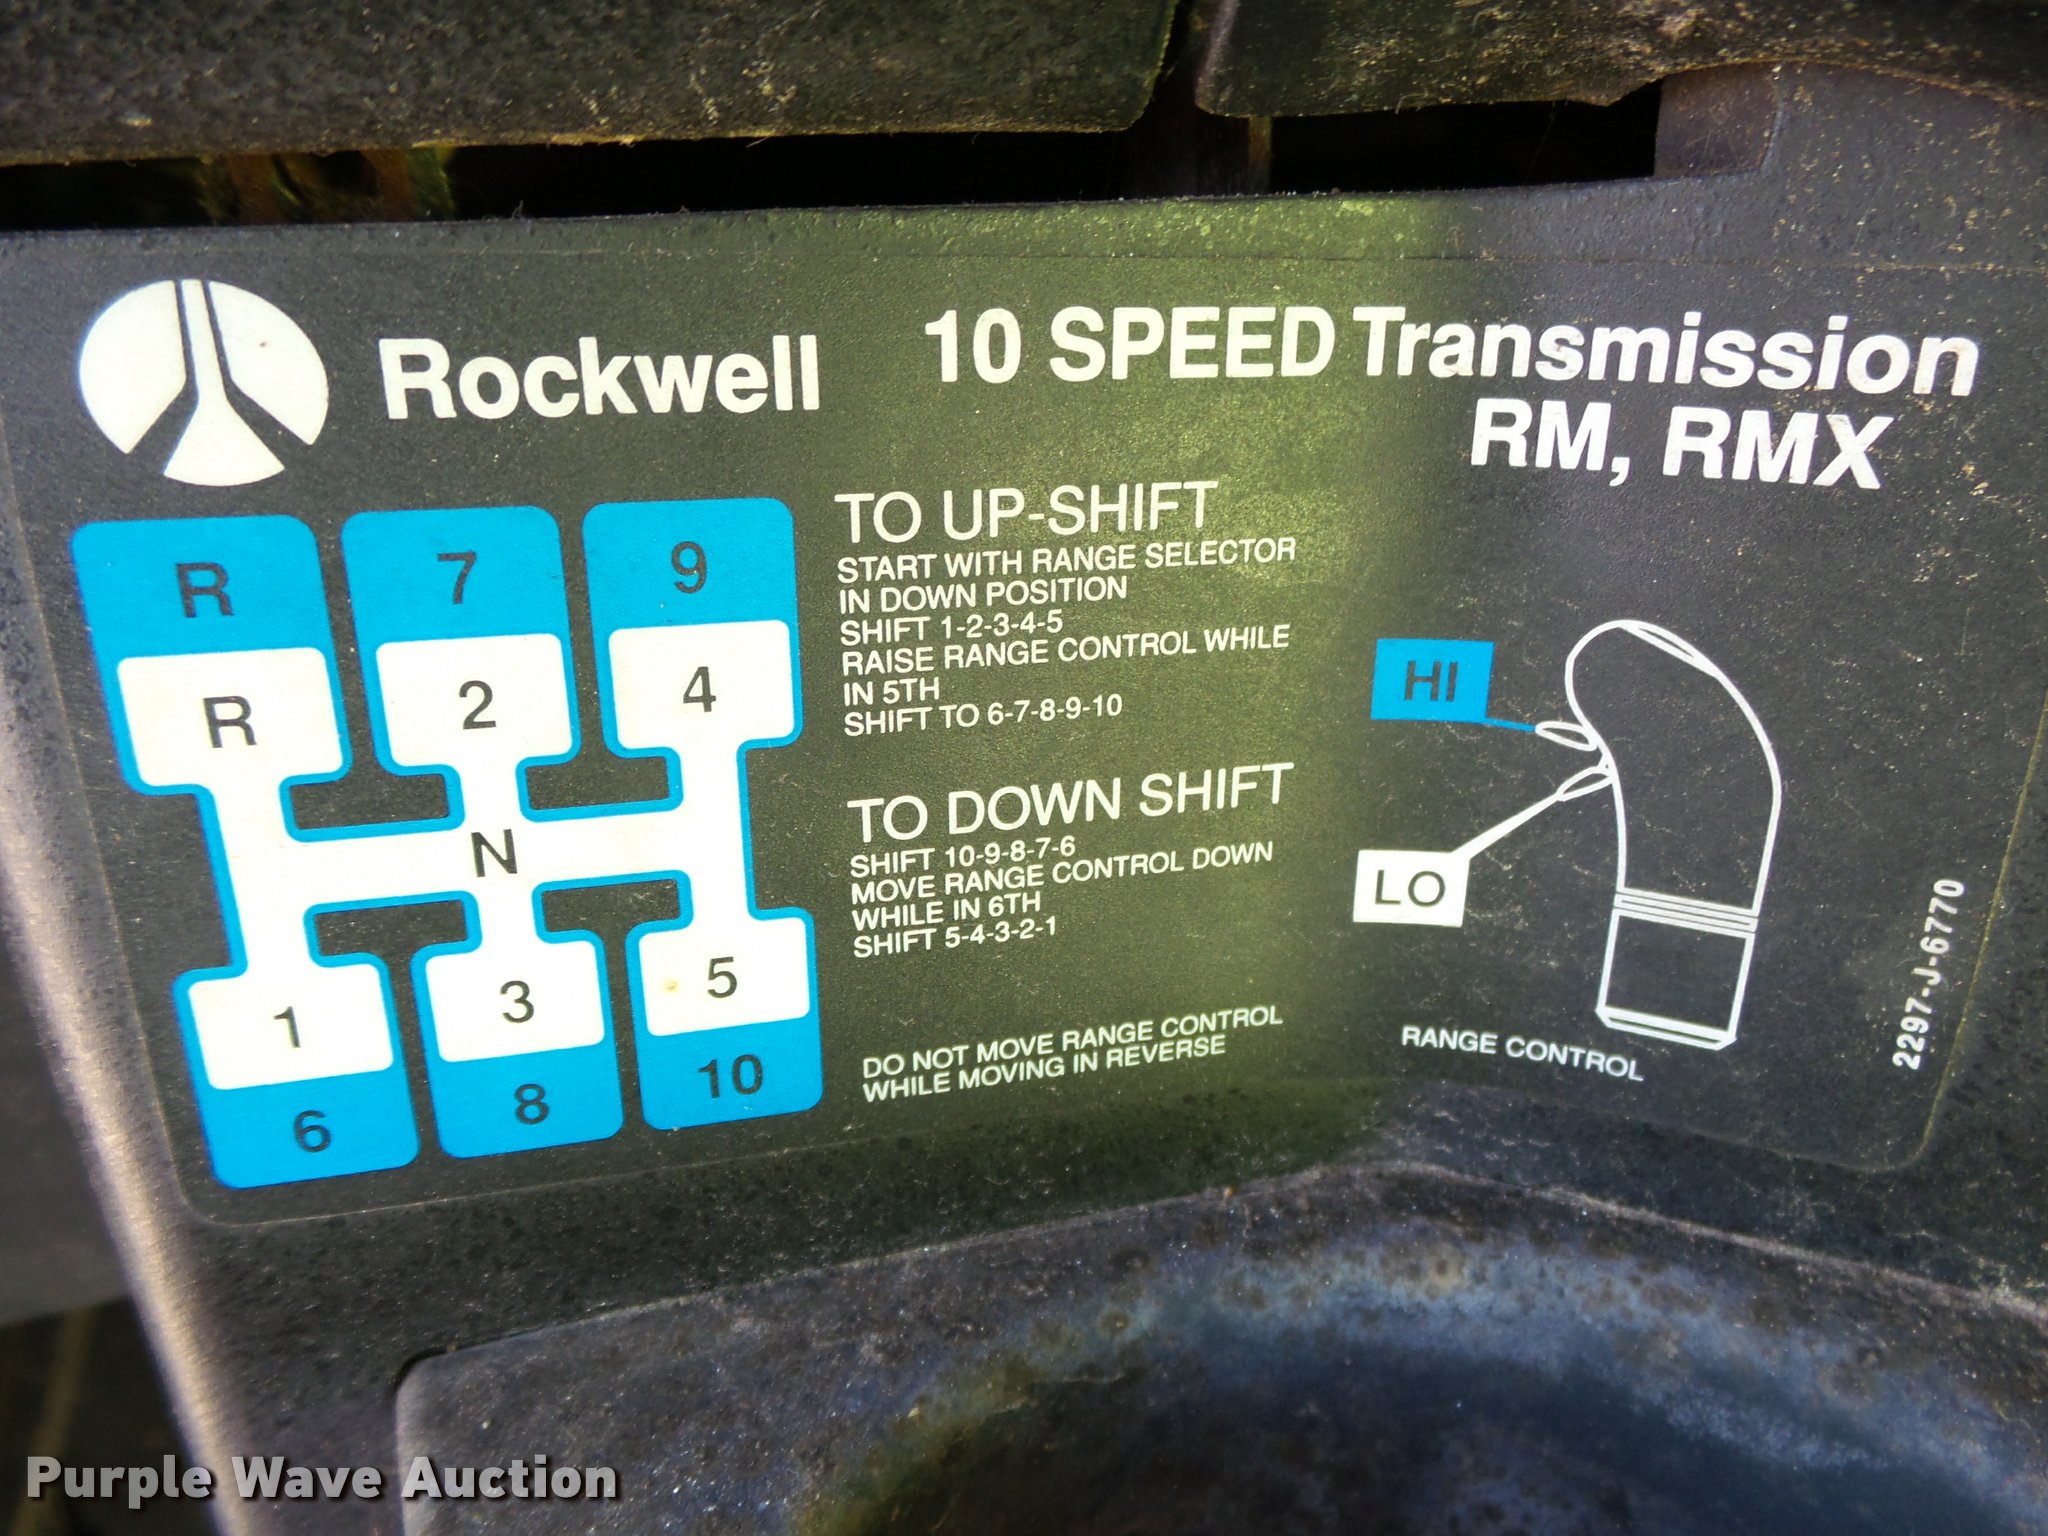 Rockwell
10 SPEED Transmission
RM, RMX
R 7 9
R 2 4
N
1 3 5
6 8 10
TO UP-SHIFT
START WITH RANGE SELECTOR
IN DOWN POSITION
SHIFT 1-2-3-4-5
RAISE RANGE CONTROL WHILE
IN 5TH
SHIFT TO 6-7-8-9-10
TO DOWN SHIFT
SHIFT 10-9-8-7-6
MOVE RANGE CONTROL DOWN
WHILE IN 6TH
SHIFT 5-4-3-2-1
DO NOT MOVE RANGE CONTROL
WHILE MOVING IN REVERSE
HI
LO
RANGE CONTROL
2297-J-6770
Purple Wave Auction